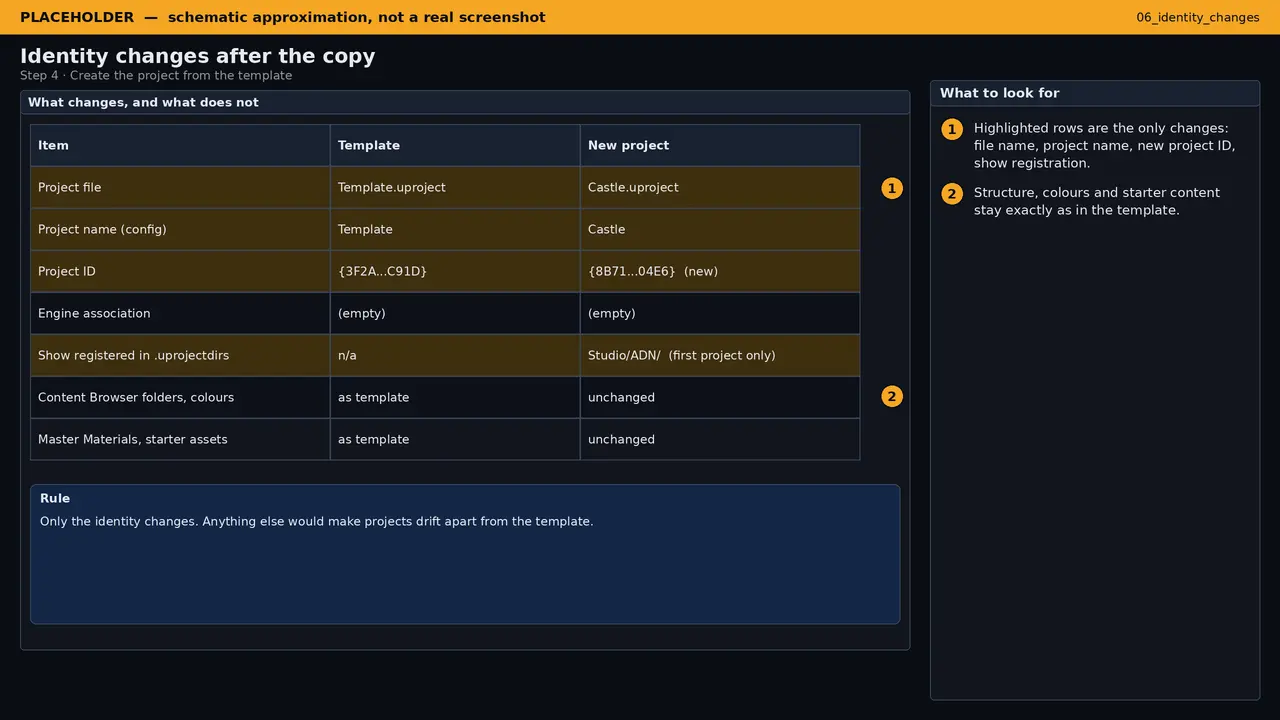 PLACEHOLDER — schematic approximation, not a real screenshot
06_identity_changes
Identity changes after the copy
Step 4 · Create the project from the template
What changes, and what does not
Item Template New project
Project file Template.uproject Castle.uproject
1
Project name (config) Template Castle
Project ID {3F2A...C91D} {8B71...04E6} (new)
Engine association (empty) (empty)
Show registered in .uprojectdirs n/a Studio/ADN/ (first project only)
Content Browser folders, colours as template unchanged
2
Master Materials, starter assets as template unchanged
Rule
Only the identity changes. Anything else would make projects drift apart from the template.
What to look for
1 Highlighted rows are the only changes:
file name, project name, new project ID,
show registration.
2 Structure, colours and starter content
stay exactly as in the template.